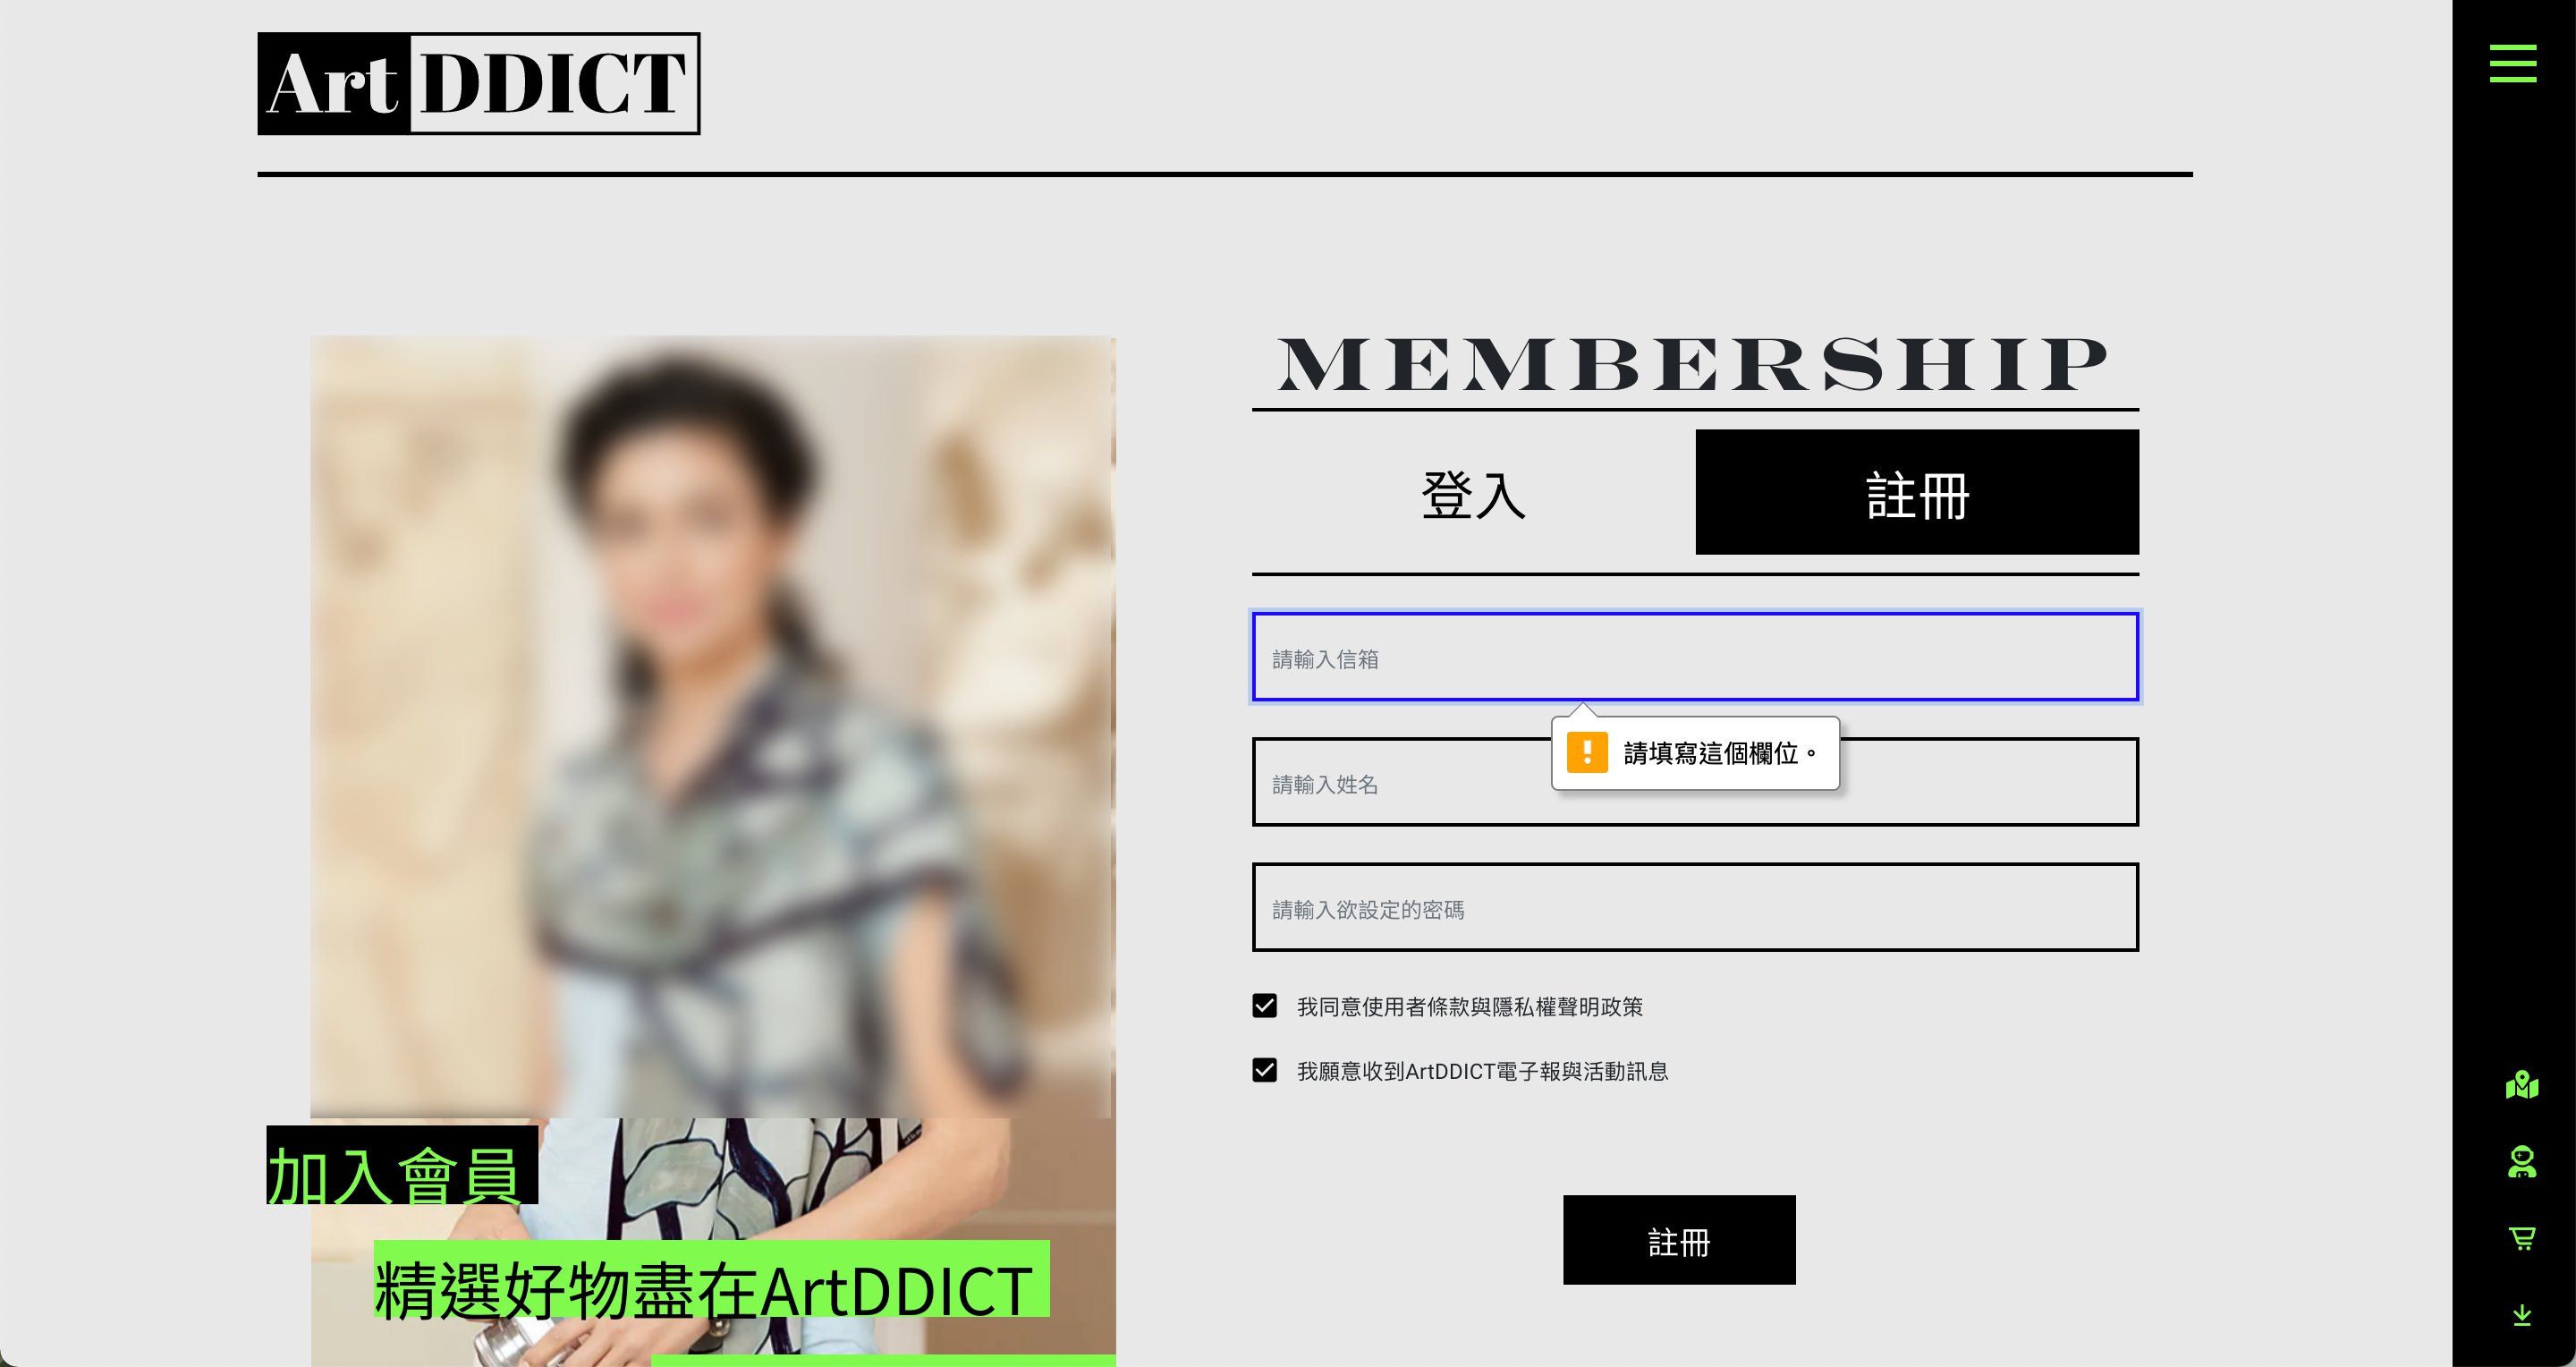 ArtDDICT
MEMBERSHIP
登入
註冊
請輸入信箱
請填寫這個欄位。
請輸入姓名
請輸入欲設定的密碼
我同意使用者條款與隱私權聲明政策
我願意收到ArtDDICT電子報與活動訊息
註冊
加入會員
精選好物盡在ArtDDICT